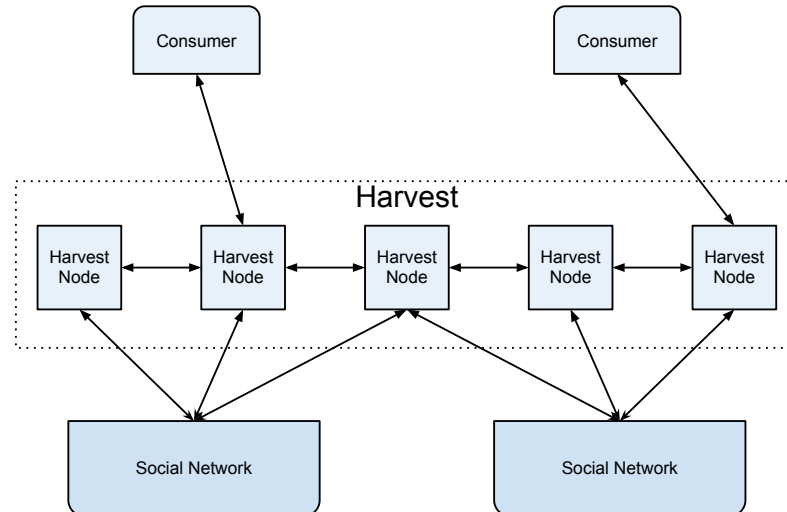 Consumer
Consumer
Harvest
Harvest
Node
Harvest
Node
Harvest
Node
Harvest
Node
Harvest
Node
Social Network
Social Network